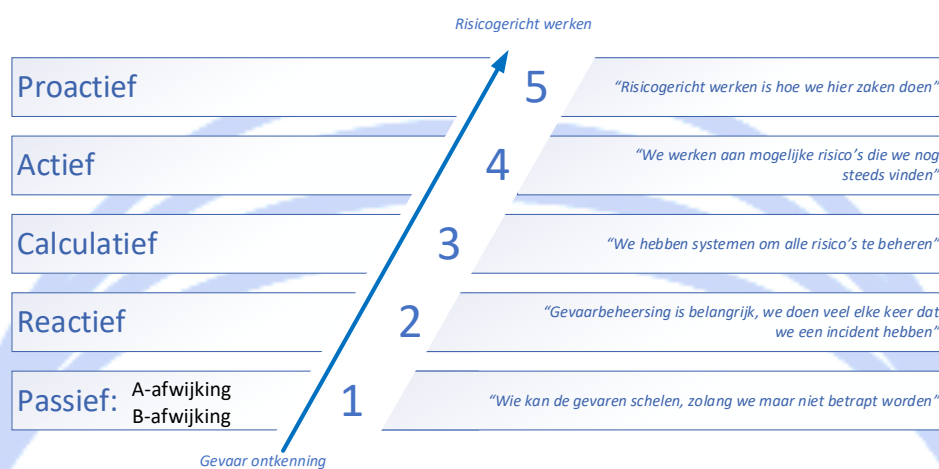 Risicogericht werken
Proactief
5
“Risicogericht werken is hoe we hier zaken doen”
Actief
4
“We werken aan mogelijke risico’s die we nog
steeds vinden”
Calculatief
3
“We hebben systemen om alle risico’s te beheren”
Reactief
2
“Gevaarbeheersing is belangrijk, we doen veel elke keer dat
we een incident hebben”
Passief:
A-afwijking
B-afwijking
1
“Wie kan de gevaren schelen, zolang we maar niet betrapt worden”
Gevaar ontkenning